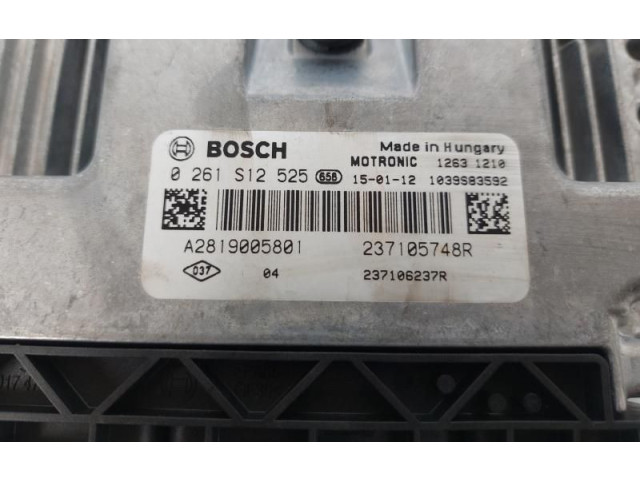 BOSCH
Made in Hungary
MOTRONIC 1263 1210
0 261 S12 525 656 15-01-12 1039S83592
A2819005801 237105748R
037 04 237106237R